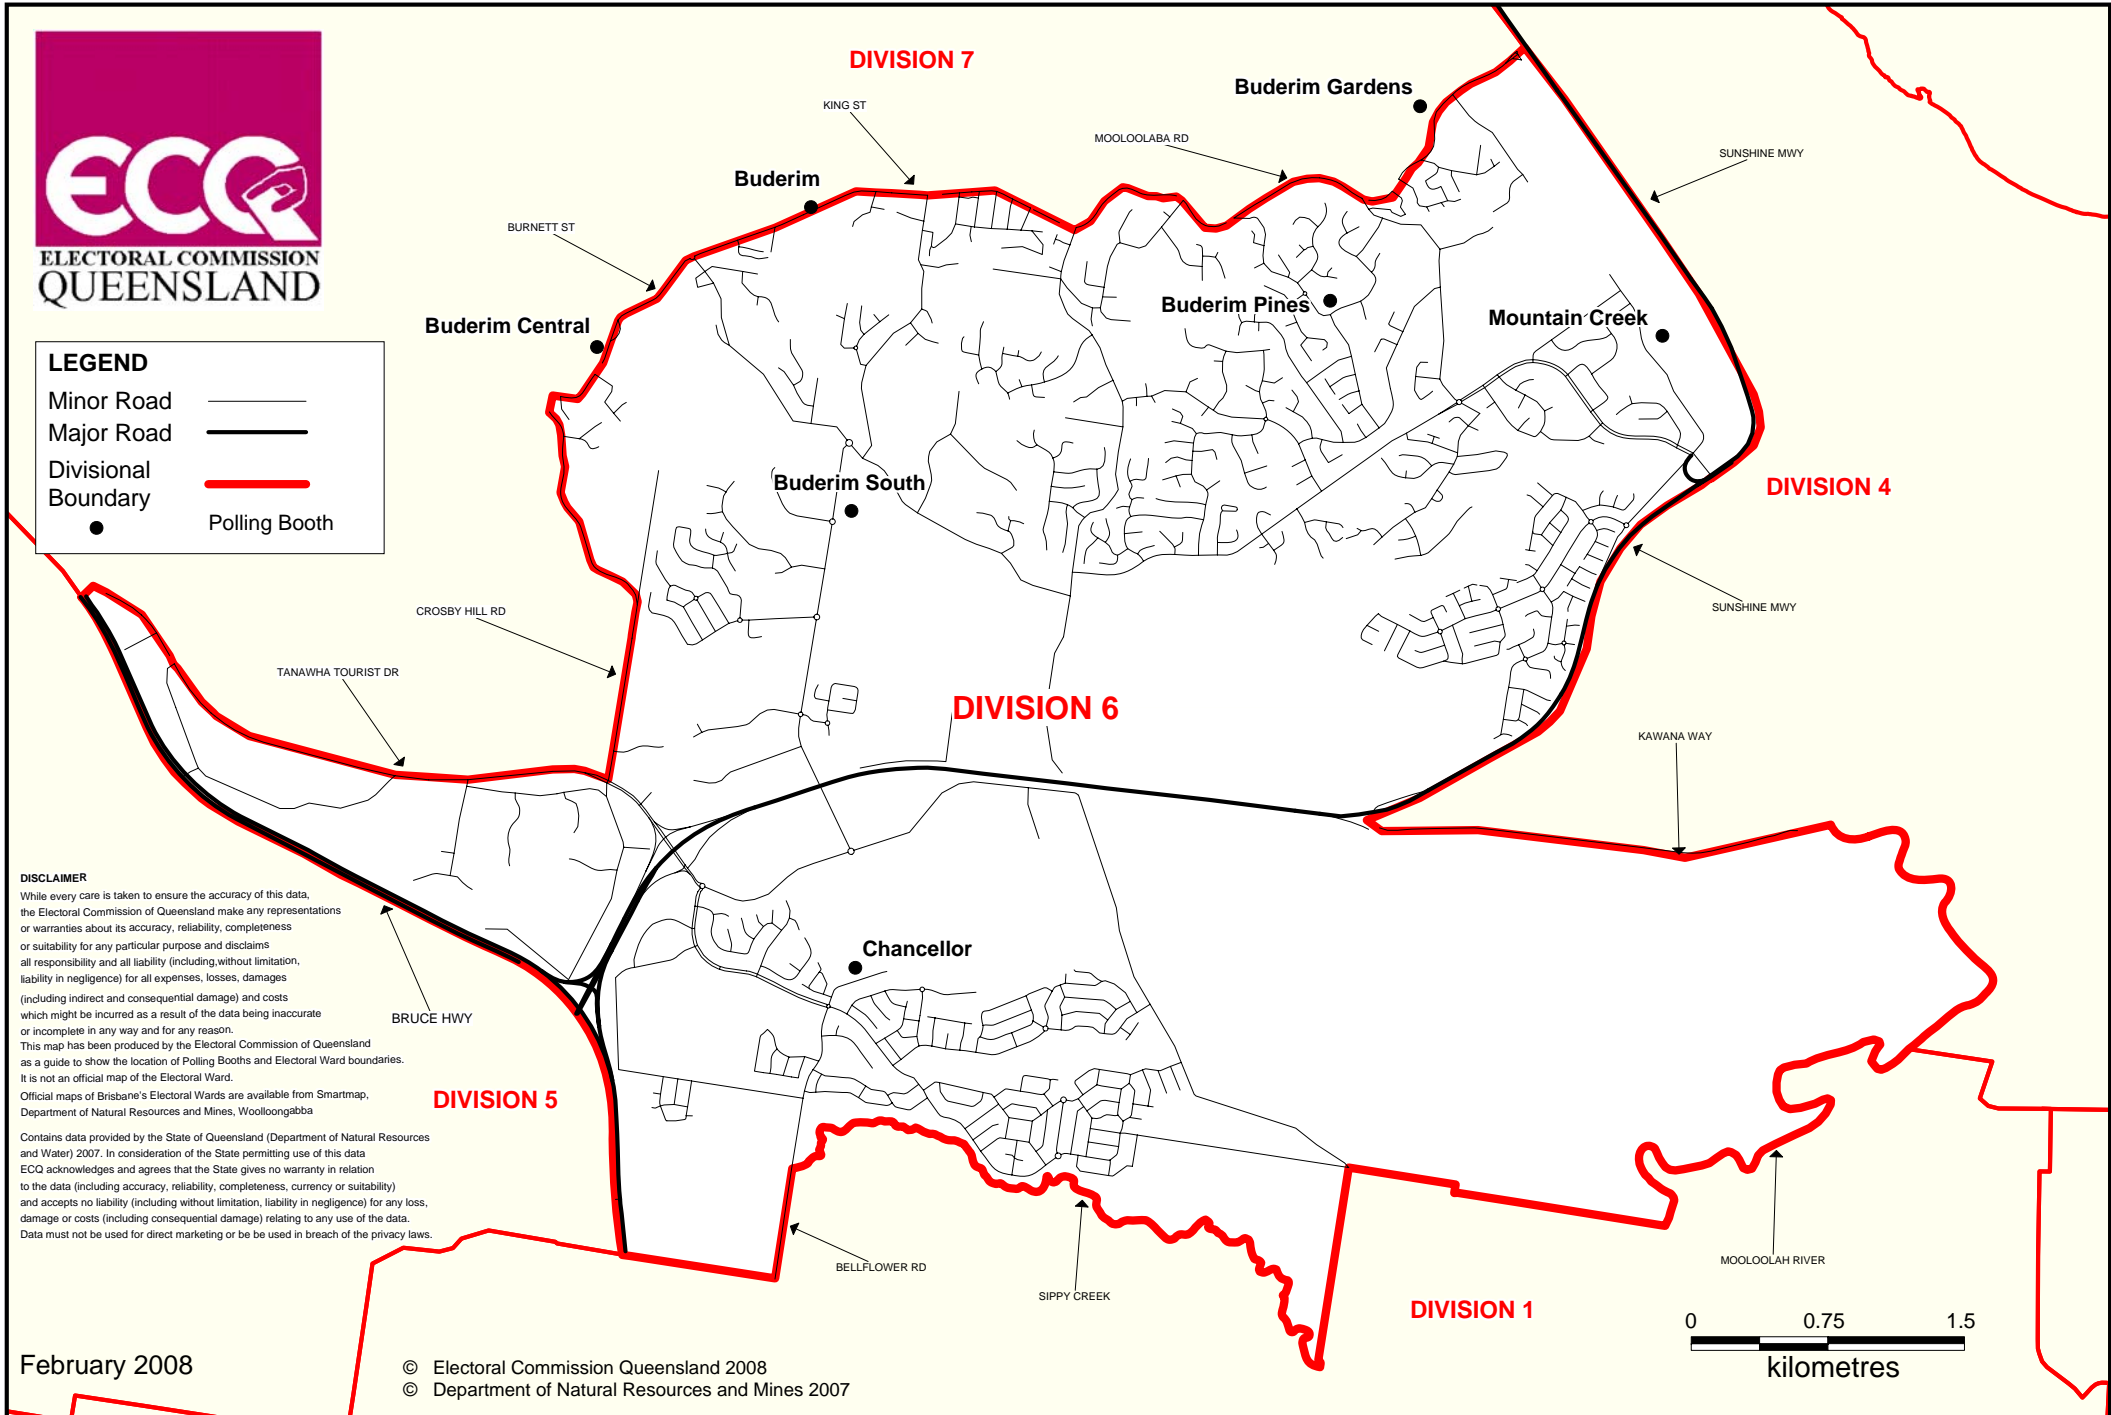 DIVISION 7
Buderim Gardens
KING ST
MOOLOOLABA RD
SUNSHINE MWY
Buderim
BURNETT ST
ECQ
ELECTORAL COMMISSION
QUEENSLAND
Buderim Pines
Mountain Creek
Buderim Central
LEGEND
Minor Road
Major Road
Divisional
Boundary
Polling Booth
Buderim South
DIVISION 4
CROSBY HILL RD
SUNSHINE MWY
TANAWHA TOURIST DR
DIVISION 6
KAWANA WAY
DISCLAIMER
While every care is taken to ensure the accuracy of this data,
the Electoral Commission of Queensland make any representations
or warranties about its accuracy, reliability, completeness
or suitability for any particular purpose and disclaims
all responsibility and all liability (including,without limitation,
liability in negligence) for all expenses, losses, damages
(including indirect and consequential damage) and costs
which might be incurred as a result of the data being inaccurate
or incomplete in any way and for any reason.
This map has been produced by the Electoral Commission of Queensland
as a guide to show the location of Polling Booths and Electoral Ward boundaries.
It is not an official map of the Electoral Ward.
Official maps of Brisbane's Electoral Wards are available from Smartmap,
Department of Natural Resources and Mines, Woolloongabba
Contains data provided by the State of Queensland (Department of Natural Resources
and Water) 2007. In consideration of the State permitting use of this data
ECQ acknowledges and agrees that the State gives no warranty in relation
to the data (including accuracy, reliability, completeness, currency or suitability)
and accepts no liability (including without limitation, liability in negligence) for any loss,
damage or costs (including consequential damage) relating to any use of the data.
Data must not be used for direct marketing or be be used in breach of the privacy laws.
Chancellor
BRUCE HWY
DIVISION 5
BELLFLOWER RD
SIPPY CREEK
MOOLOOLAH RIVER
DIVISION 1
0 0.75 1.5
kilometres
February 2008
© Electoral Commission Queensland 2008
© Department of Natural Resources and Mines 2007